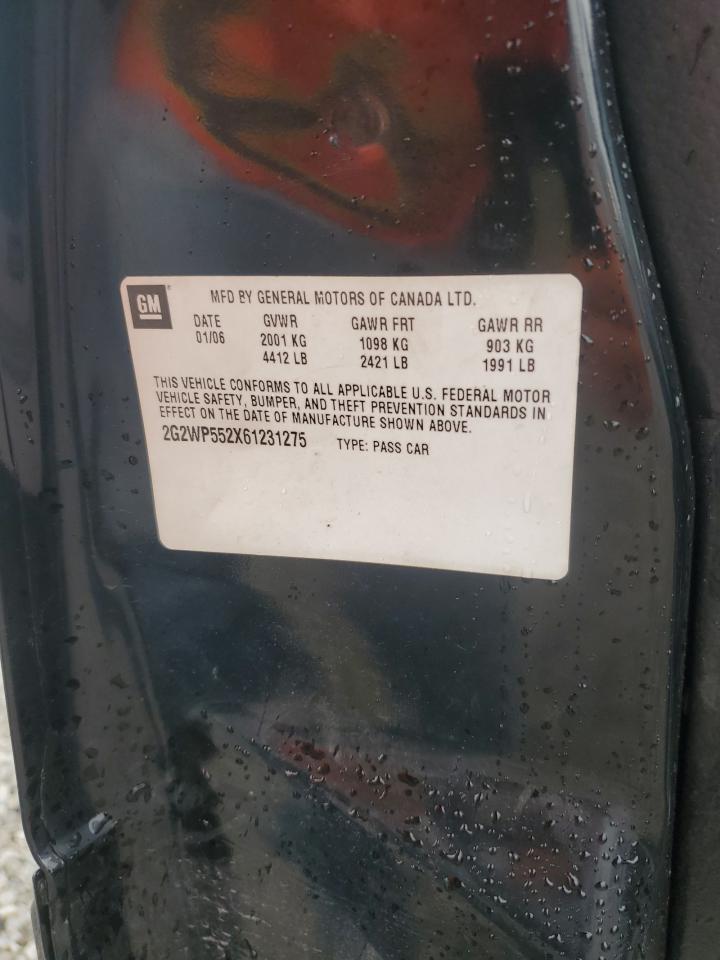 GM
MFD BY GENERAL MOTORS OF CANADA LTD.
DATE GVWR GAWR FRT GAWR RR
01/06 2001 KG 1098 KG 903 KG
4412 LB 2421 LB 1991 LB
THIS VEHICLE CONFORMS TO ALL APPLICABLE U.S. FEDERAL MOTOR
VEHICLE SAFETY, BUMPER, AND THEFT PREVENTION STANDARDS IN
EFFECT ON THE DATE OF MANUFACTURE SHOWN ABOVE.
2G2WP552X61231275 TYPE: PASS CAR